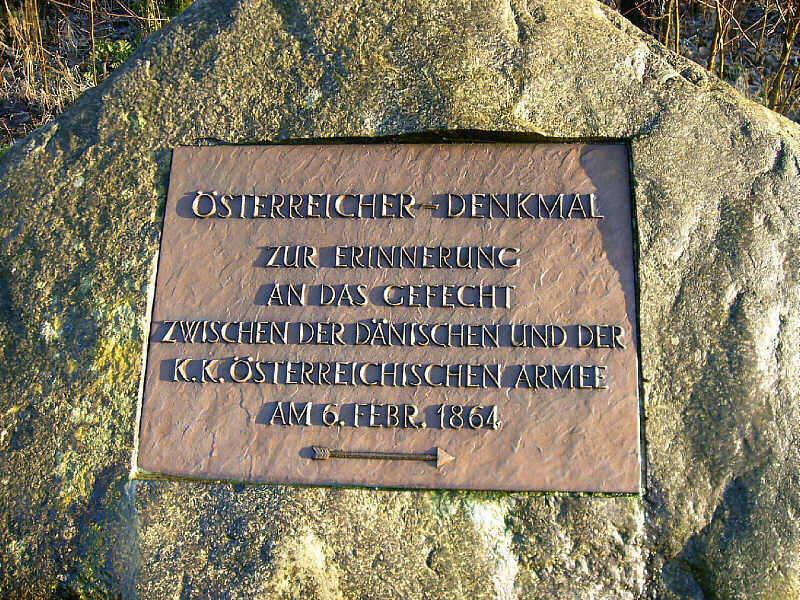 ÖSTERREICHER-DENKMAL
ZUR ERINNERUNG
AN DAS GEFECHT
ZWISCHEN DER DÄNISCHEN UND DER
K.K. ÖSTERREICHISCHEN ARMEE
AM 6. FEBR. 1864